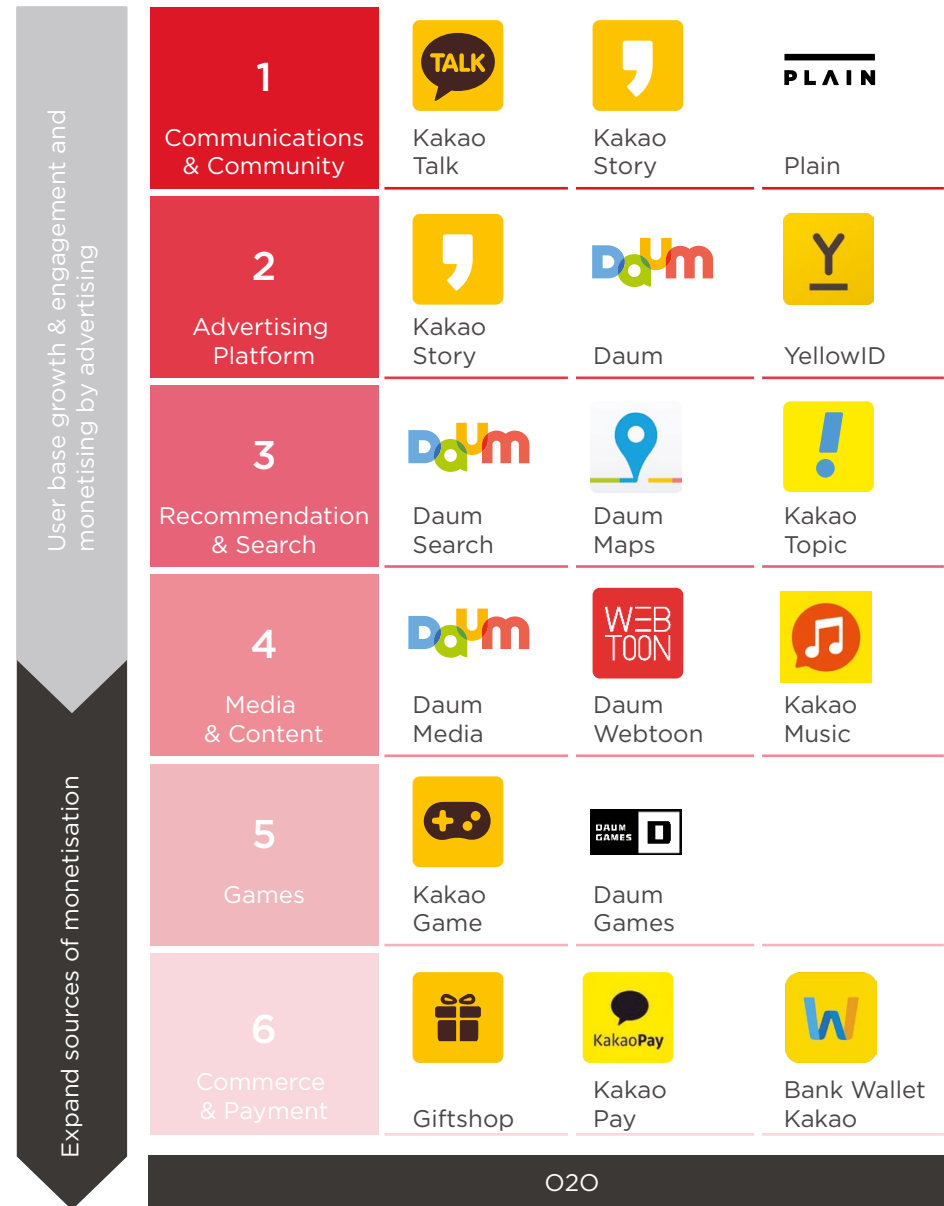 User base growth & engagement and
monetising by advertising
Expand sources of monetisation
1
Communications
& Community
TALK
Kakao
Talk
Kakao
Story
PLAIN
Plain
2
Advertising
Platform
Kakao
Story
Daum
Daum
Y
YellowID
3
Recommendation
& Search
Daum
Daum
Search
Daum
Maps
!
Kakao
Topic
4
Media
& Content
Daum
Daum
Media
WEB
TOON
Daum
Webtoon
Kakao
Music
5
Games
Kakao
Game
DAUM
GAMES
D
Daum
Games
6
Commerce
& Payment
Giftshop
KakaoPay
Kakao
Pay
W
Bank Wallet
Kakao
O2O